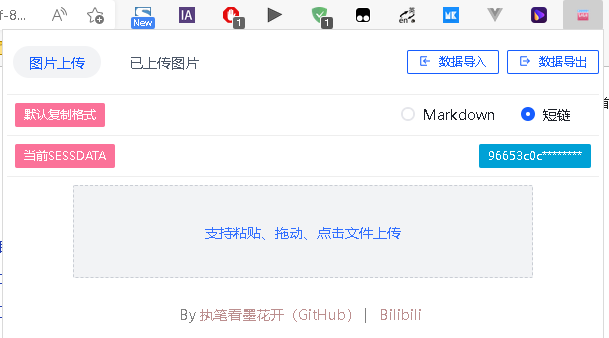 f-8...
New
IA
1
1
en
MK
图片上传 已上传图片 数据导入 数据导出
默认复制格式 Markdown 短链
当前SESSDATA 96653c0c********
支持粘贴、拖动、点击文件上传
By 执笔看墨花开（GitHub）| Bilibili